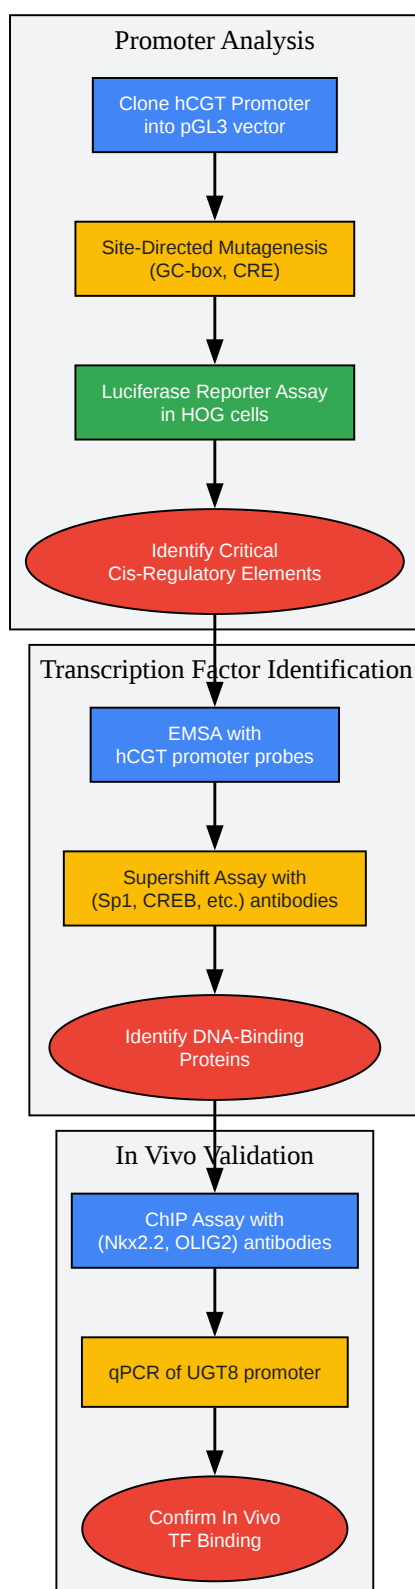 Promoter Analysis
Clone hCGT Promoter
into pGL3 vector
Site-Directed Mutagenesis
(GC-box, CRE)
Luciferase Reporter Assay
in HOG cells
Identify Critical
Cis-Regulatory Elements
Transcription Factor Identification
EMSA with
hCGT promoter probes
Supershift Assay with
(Sp1, CREB, etc.) antibodies
Identify DNA-Binding
Proteins
In Vivo Validation
ChIP Assay with
(Nkx2.2, OLIG2) antibodies
qPCR of UGT8 promoter
Confirm In Vivo
TF Binding